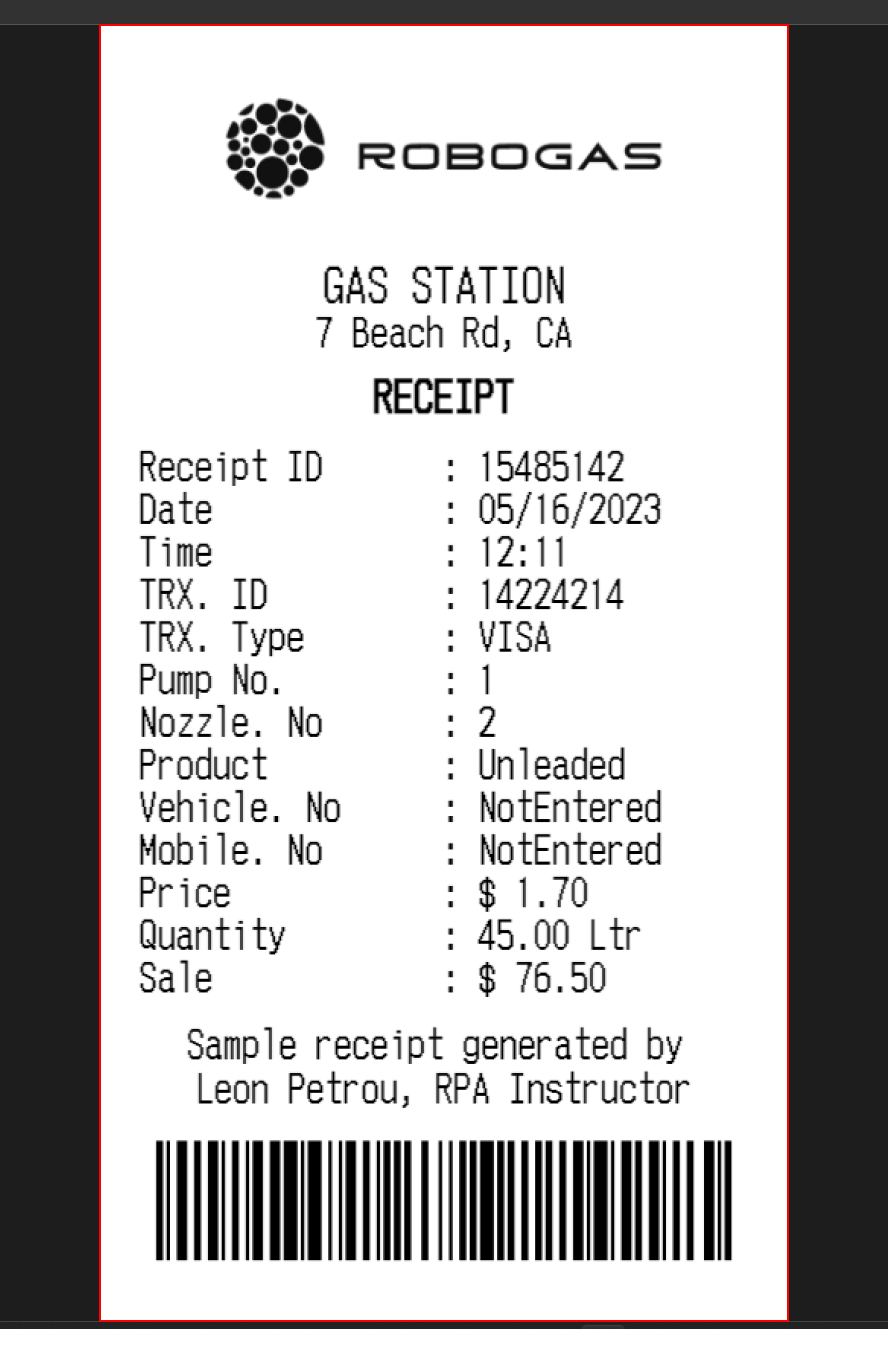 ROBOGAS
GAS STATION
7 Beach Rd, CA
RECEIPT
Receipt ID : 15485142
Date : 05/16/2023
Time : 12:11
TRX. ID : 14224214
TRX. Type : VISA
Pump No. : 1
Nozzle. No : 2
Product : Unleaded
Vehicle. No : NotEntered
Mobile. No : NotEntered
Price : $ 1.70
Quantity : 45.00 Ltr
Sale : $ 76.50
Sample receipt generated by
Leon Petrou, RPA Instructor